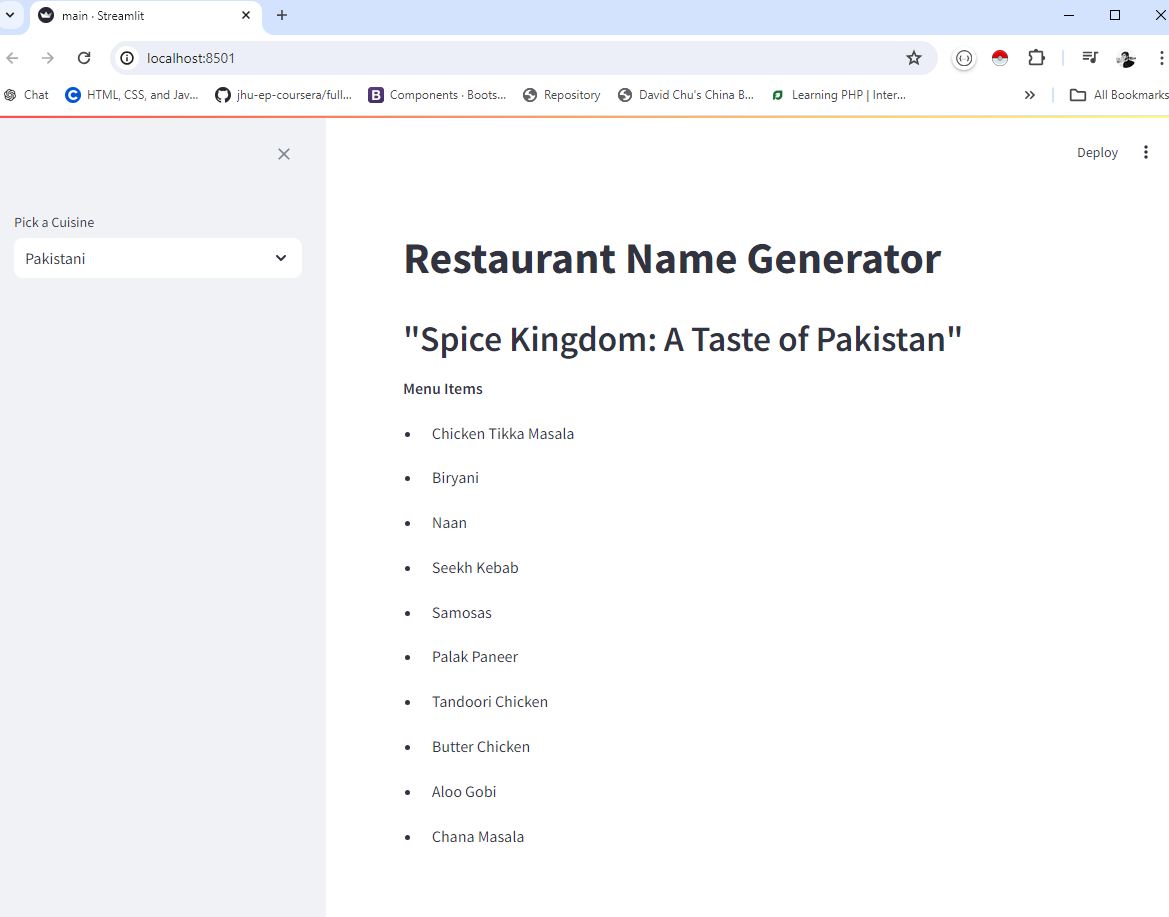 main · Streamlit
localhost:8501
Chat
HTML, CSS, and Jav...
jhu-ep-coursera/full...
B
Components · Boots...
Repository
David Chu's China B...
Learning PHP | Inter...
All Bookmarks
Deploy
Pick a Cuisine
Pakistani
Restaurant Name Generator
"Spice Kingdom: A Taste of Pakistan"
Menu Items
• Chicken Tikka Masala
• Biryani
• Naan
• Seekh Kebab
• Samosas
• Palak Paneer
• Tandoori Chicken
• Butter Chicken
• Aloo Gobi
• Chana Masala